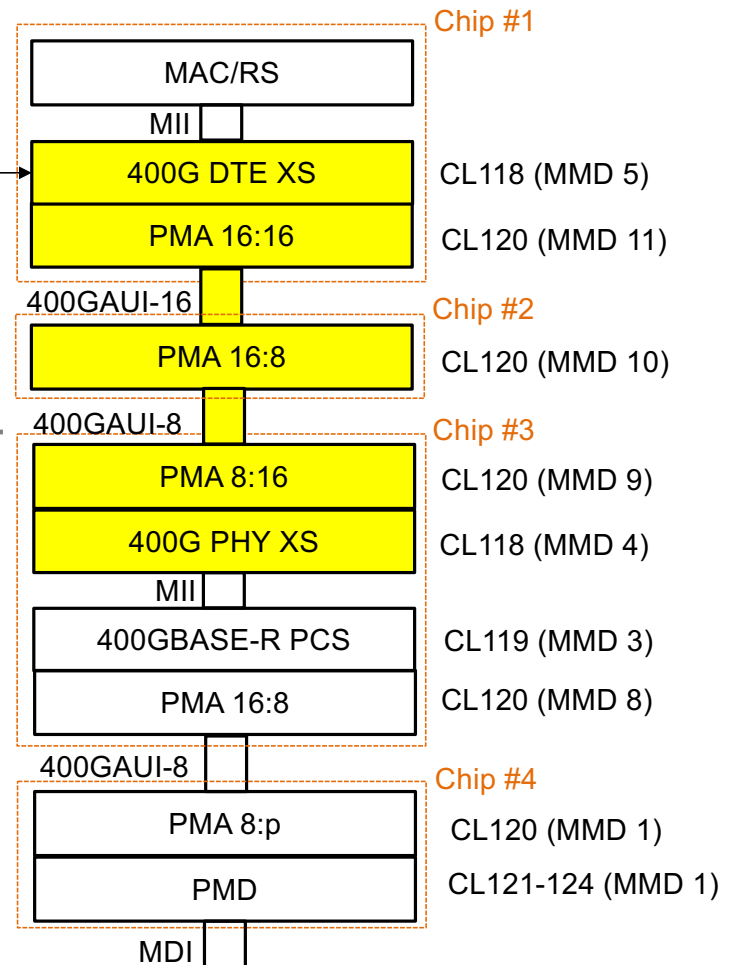 Chip #1
MAC/RS
MII
400G DTE XS
CL118 (MMD 5)
PMA 16:16
CL120 (MMD 11)
400GAUI-16
Chip #2
PMA 16:8
CL120 (MMD 10)
400GAUI-8
Chip #3
PMA 8:16
CL120 (MMD 9)
400G PHY XS
CL118 (MMD 4)
MII
400GBASE-R PCS
CL119 (MMD 3)
PMA 16:8
CL120 (MMD 8)
400GAUI-8
Chip #4
PMA 8:p
CL120 (MMD 1)
PMD
CL121-124 (MMD 1)
MDI